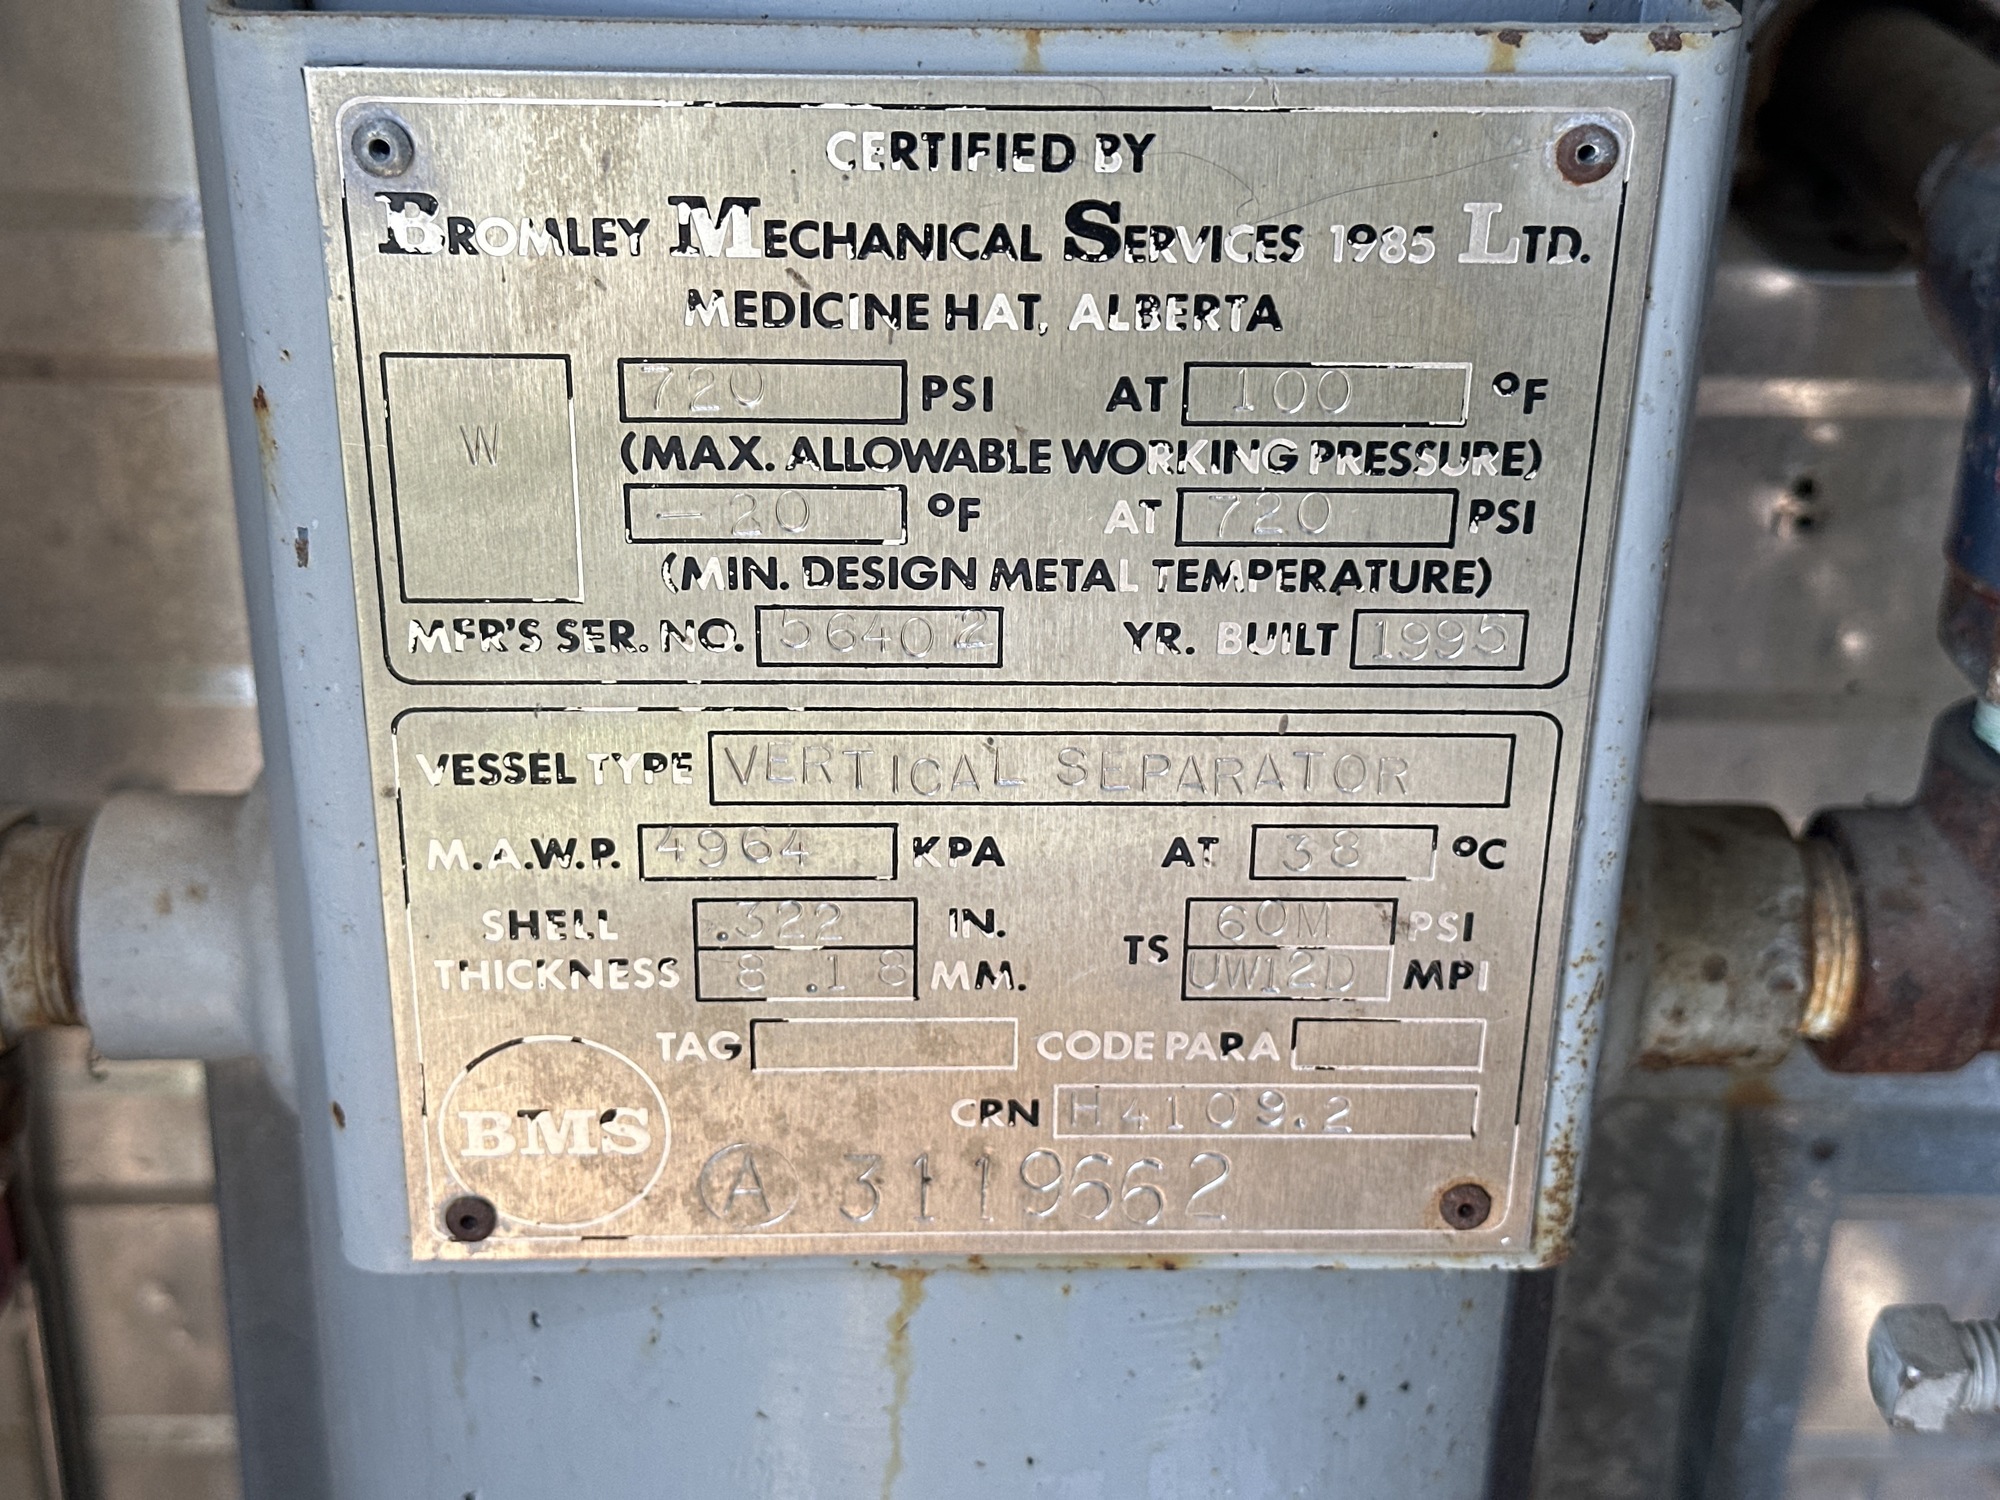 CERTIFIED BY
BROMLEY MECHANICAL SERVICES 1985 LTD.
MEDICINE HAT, ALBERTA
W
720 PSI AT 100 °F
(MAX. ALLOWABLE WORKING PRESSURE)
-20 °F AT 720 PSI
(MIN. DESIGN METAL TEMPERATURE)
MFR'S SER. NO. 56402 YR. BUILT 1995
VESSEL TYPE VERTICAL SEPARATOR
M.A.W.P. 4964 KPA AT 38 °C
SHELL .322 IN. TS 60M PSI
THICKNESS 8.18 MM. UW12D MPI
TAG CODE PARA
CRN H4109.2
BMS
A 3119662